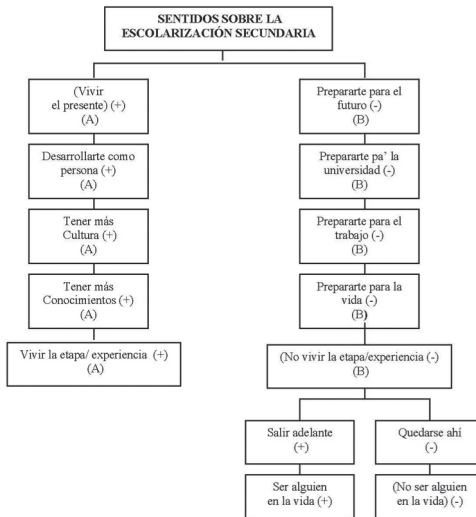 SENTIDOS SOBRE LA
ESCOLARIZACIÓN SECUNDARIA
(Vivir
el presente) (+)
(A)
Desarrollarte como
persona (+)
(A)
Tener más
Cultura (+)
(A)
Tener más
Conocimientos (+)
(A)
Vivir la etapa/ experiencia (+)
(A)
Prepararte para el
futuro (-)
(B)
Prepararte pa' la
universidad (-)
(B)
Prepararte para el
trabajo (-)
(B)
Prepararte para la
vida (-)
(B)
(No vivir la etapa/experiencia (-)
(B)
Salir adelante
(+)
Ser alguien
en la vida (+)
Quedarse ahí
(-)
(No ser alguien
en la vida) (-)